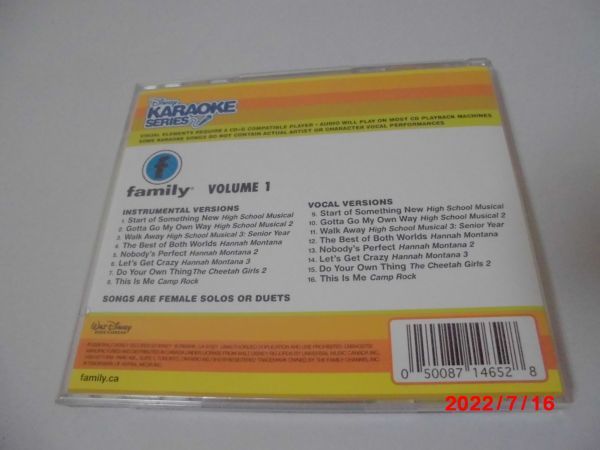 Disney
KARAOKE
SERIES
VOCAL ELEMENTS REQUIRE A CD+G COMPATIBLE PLAYER • AUDIO WILL PLAY ON MOST CD PLAYBACK MACHINES
SOME KARAOKE SONGS DO NOT CONTAIN ACTUAL ARTIST OR CHARACTER VOCAL PERFORMANCES
f
family VOLUME 1
INSTRUMENTAL VERSIONS
1. Start of Something New High School Musical
2. Gotta Go My Own Way High School Musical 2
3. Walk Away High School Musical 3: Senior Year
4. The Best of Both Worlds Hannah Montana
5. Nobody's Perfect Hannah Montana 2
6. Let's Get Crazy Hannah Montana 3
7. Do Your Own Thing The Cheetah Girls 2
8. This Is Me Camp Rock
VOCAL VERSIONS
9. Start of Something New High School Musical
10. Gotta Go My Own Way High School Musical 2
11. Walk Away High School Musical 3: Senior Year
12. The Best of Both Worlds Hannah Montana
13. Nobody's Perfect Hannah Montana 2
14. Let's Get Crazy Hannah Montana 3
15. Do Your Own Thing The Cheetah Girls 2
16. This Is Me Camp Rock
SONGS ARE FEMALE SOLOS OR DUETS
Walt Disney
RECORDS
family.ca
0 50087 14652 8
2022/7/16